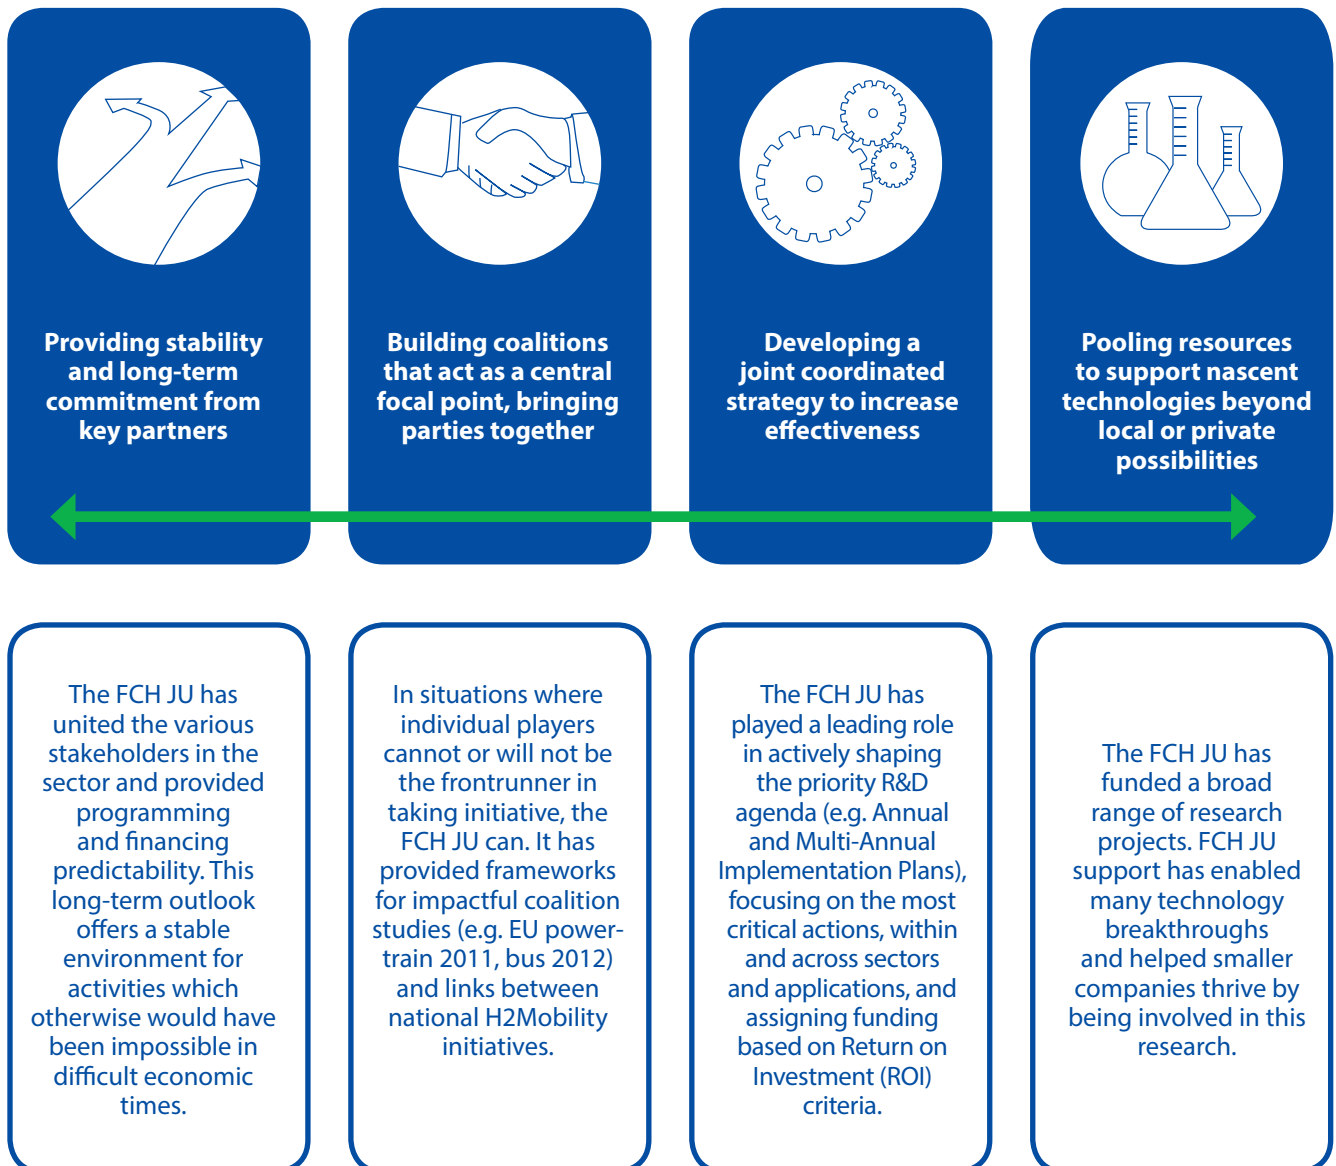 Providing stability
and long-term
commitment from
key partners
Building coalitions
that act as a central
focal point, bringing
parties together
Developing a
joint coordinated
strategy to increase
effectiveness
Pooling resources
to support nascent
technologies beyond
local or private
possibilities
The FCH JU has
united the various
stakeholders in the
sector and provided
programming
and financing
predictability. This
long-term outlook
offers a stable
environment for
activities which
otherwise would have
been impossible in
difficult economic
times.
In situations where
individual players
cannot or will not be
the frontrunner in
taking initiative, the
FCH JU can. It has
provided frameworks
for impactful coalition
studies (e.g. EU power-
train 2011, bus 2012)
and links between
national H2Mobility
initiatives.
The FCH JU has
played a leading role
in actively shaping
the priority R&D
agenda (e.g. Annual
and Multi-Annual
Implementation Plans),
focusing on the most
critical actions, within
and across sectors
and applications, and
assigning funding
based on Return on
Investment (ROI)
criteria.
The FCH JU has
funded a broad
range of research
projects. FCH JU
support has enabled
many technology
breakthroughs
and helped smaller
companies thrive by
being involved in this
research.